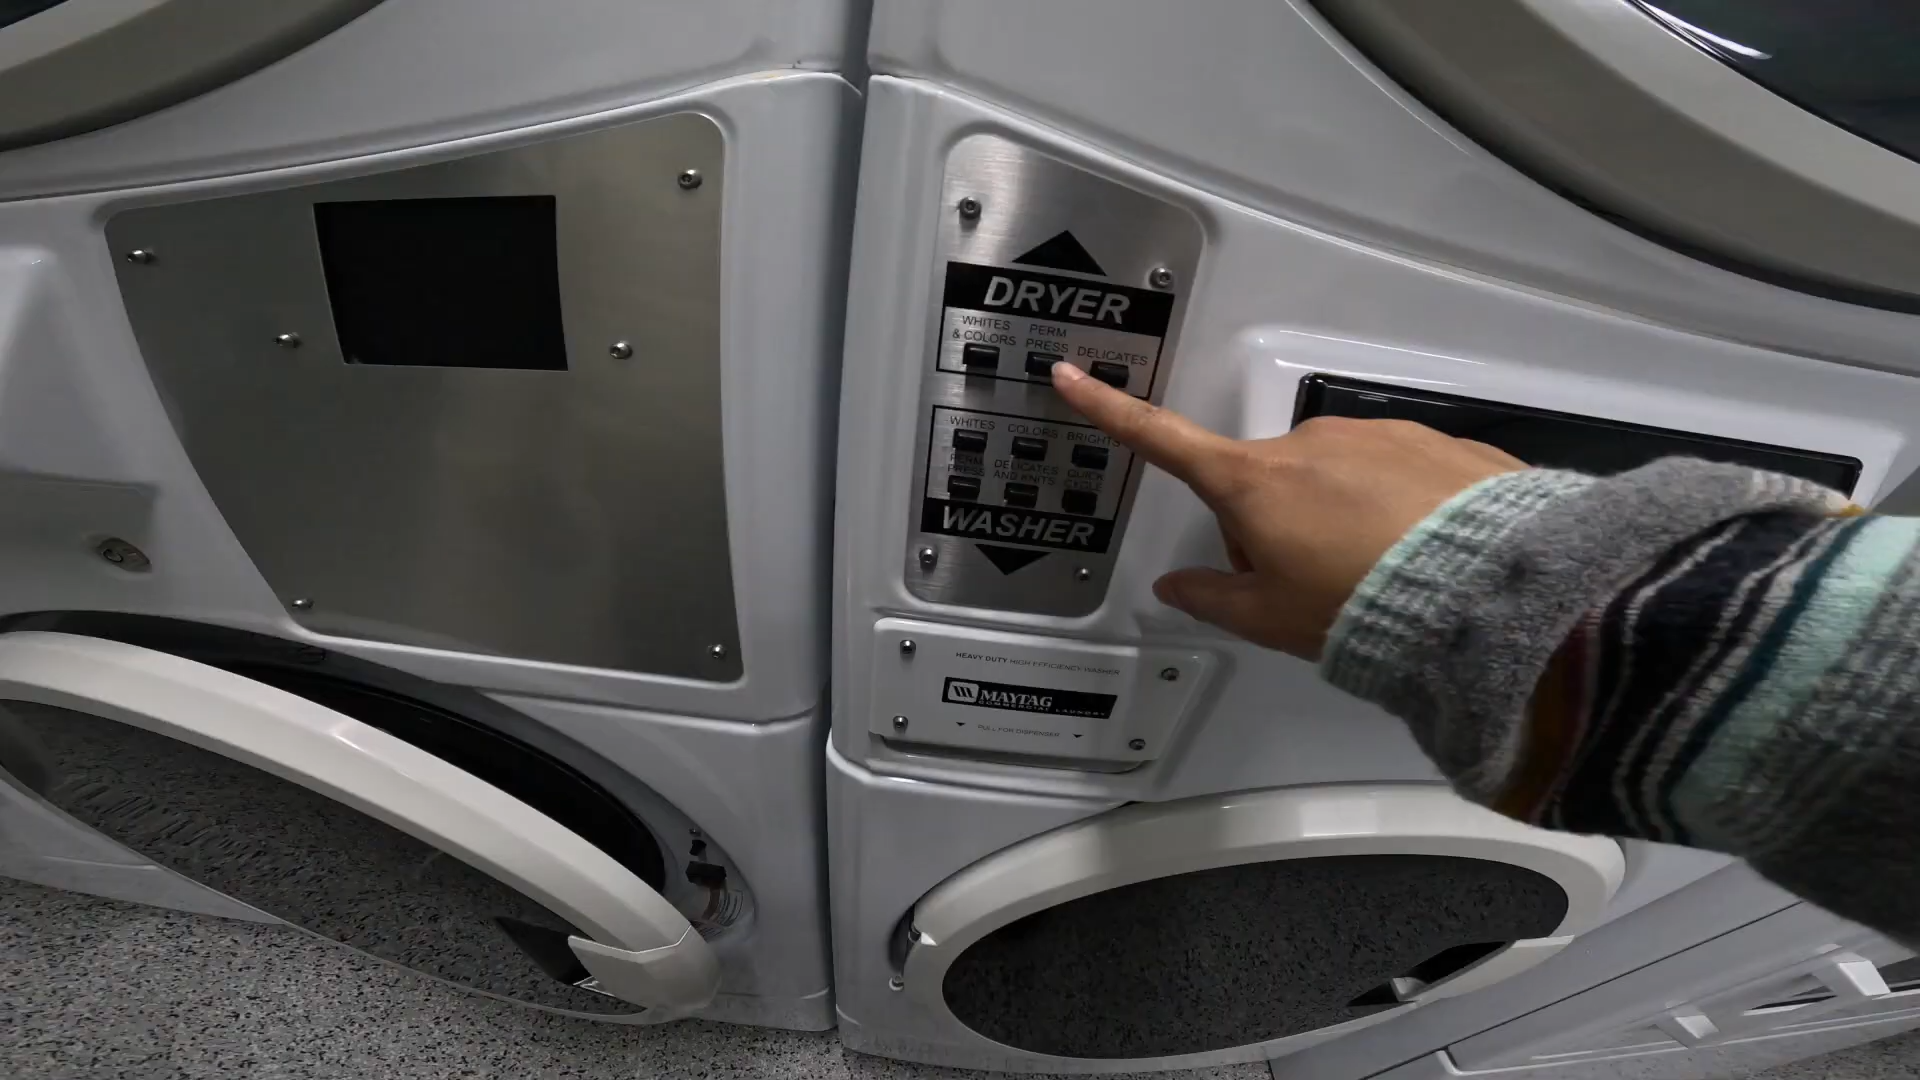 DRYER
WHITES & COLORS
PERM PRESS
DELICATES
WHITES
COLORS
BRIGHTS
PERM PRESS
DELICATES AND KNITS
QUICK CYCLE
WASHER
HEAVY DUTY HIGH EFFICIENCY WASHER
MAYTAG
COMMERCIAL LAUNDRY
PULL FOR DISPENSER